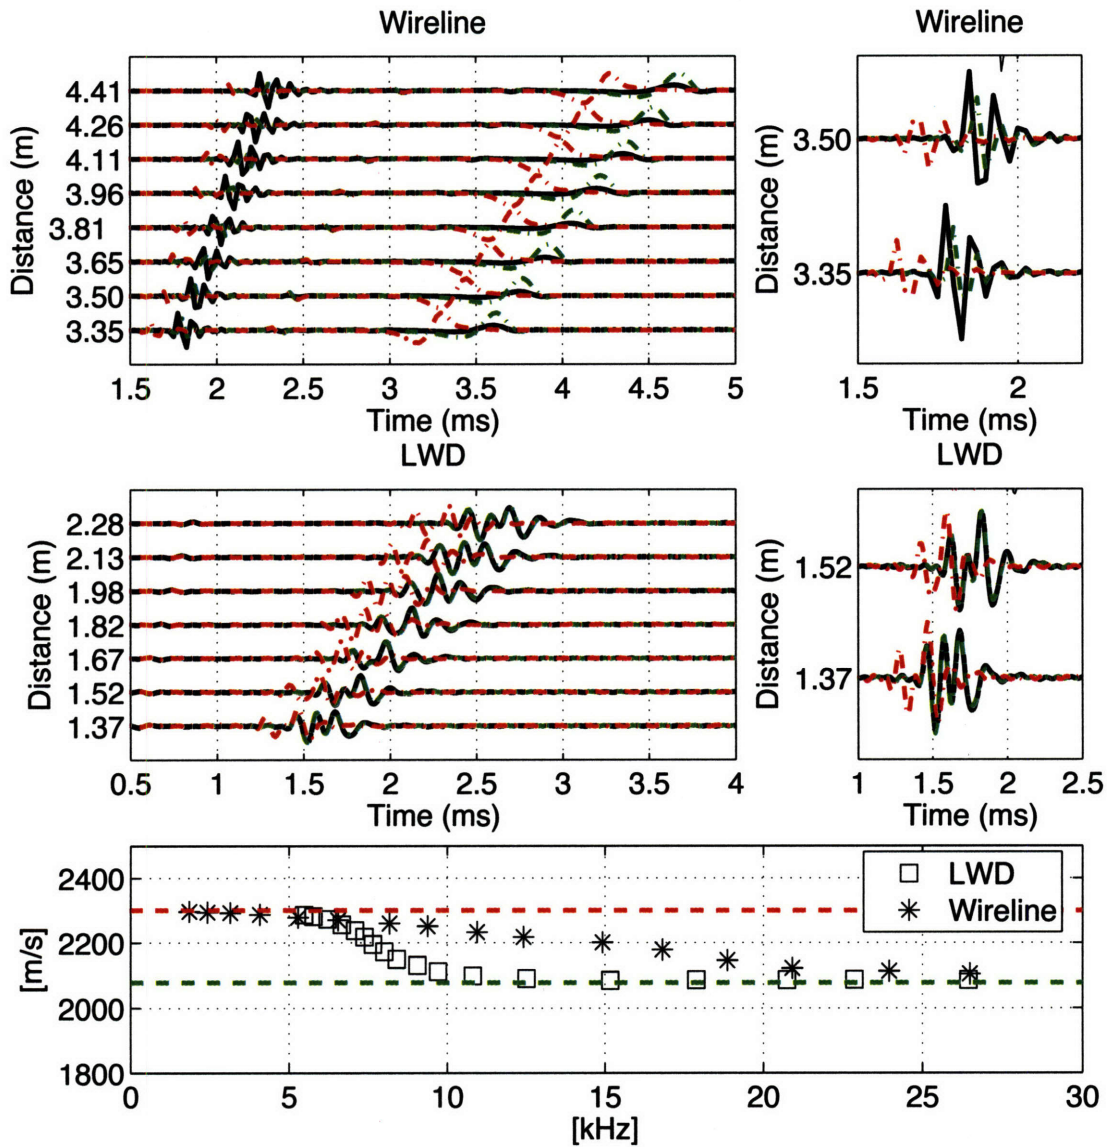 Wireline
Distance (m)
4.41
4.26
4.11
3.96
3.81
3.65
3.50
3.35
1.5 2 2.5 3 3.5 4 4.5 5
Time (ms)
Wireline
Distance (m)
3.50
3.35
1.5 2
Time (ms)
LWD
Distance (m)
2.28
2.13
1.98
1.82
1.67
1.52
1.37
0.5 1 1.5 2 2.5 3 3.5 4
Time (ms)
LWD
Distance (m)
1.52
1.37
1 1.5 2 2.5
Time (ms)
[m/s]
2400
2200
2000
1800
0 5 10 15 20 25 30
[kHz]
LWD
Wireline